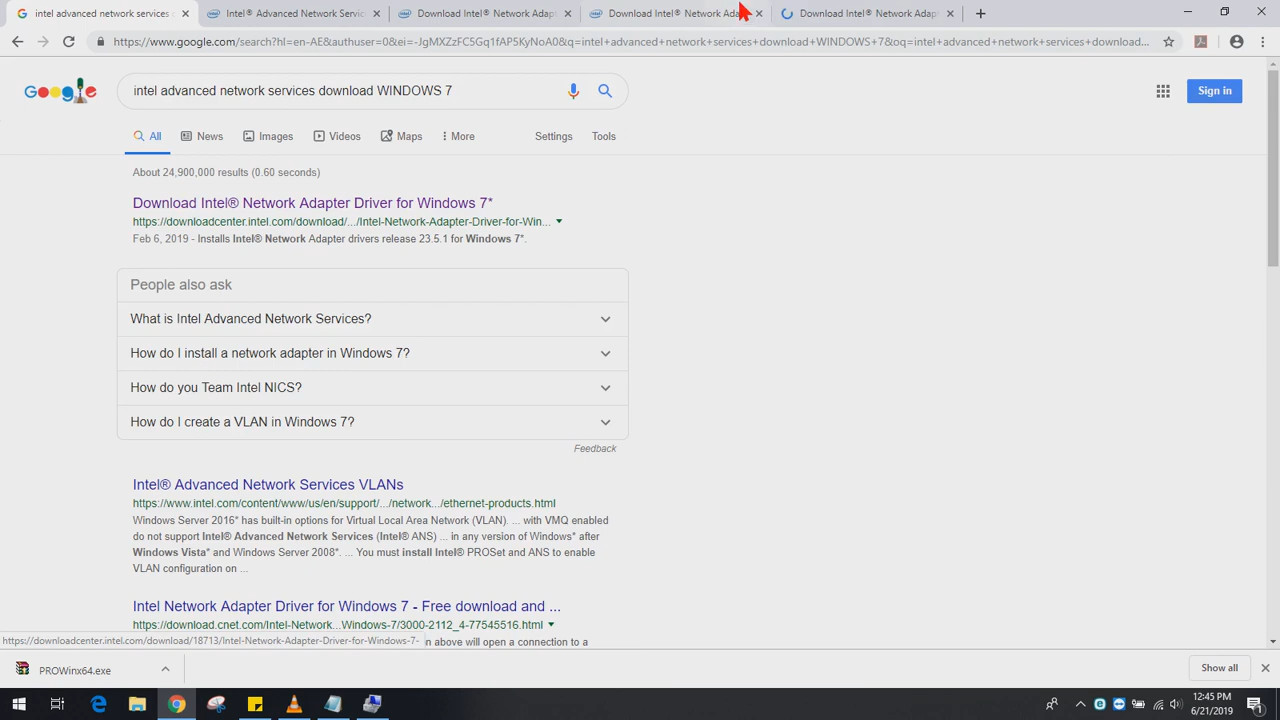 intel advanced network services d
Intel® Advanced Network Servic
Download Intel® Network Adapt
Download Intel® Network Ada
Download Intel® Network Adapt
https://www.google.com/search?hl=en-AE&authuser=0&ei=-JgMXZzFC5Gq1fAP5KyNoA0&q=intel+advanced+network+services+download+WINDOWS+7&oq=intel+advanced+network+services+download...
Google
intel advanced network services download WINDOWS 7
Sign in
All News Images Videos Maps More Settings Tools
About 24,900,000 results (0.60 seconds)
Download Intel® Network Adapter Driver for Windows 7*
https://downloadcenter.intel.com/download/.../Intel-Network-Adapter-Driver-for-Win...
Feb 6, 2019 - Installs Intel® Network Adapter drivers release 23.5.1 for Windows 7*.
People also ask
What is Intel Advanced Network Services?
How do I install a network adapter in Windows 7?
How do you Team Intel NICS?
How do I create a VLAN in Windows 7?
Feedback
Intel® Advanced Network Services VLANs
https://www.intel.com/content/www/us/en/support/.../network.../ethernet-products.html
Windows Server 2016* has built-in options for Virtual Local Area Network (VLAN). ... with VMQ enabled
do not support Intel® Advanced Network Services (Intel® ANS) ... in any version of Windows* after
Windows Vista* and Windows Server 2008*. ... You must install Intel® PROSet and ANS to enable
VLAN configuration on ...
Intel Network Adapter Driver for Windows 7 - Free download and ...
https://download.cnet.com/Intel-Network...Windows-7/3000-2112_4-77545516.html
https://downloadcenter.intel.com/download/18713/Intel-Network-Adapter-Driver-for-Windows-7-
n above will open a connection to a
PROWinx64.exe
Show all
12:45 PM
6/21/2019